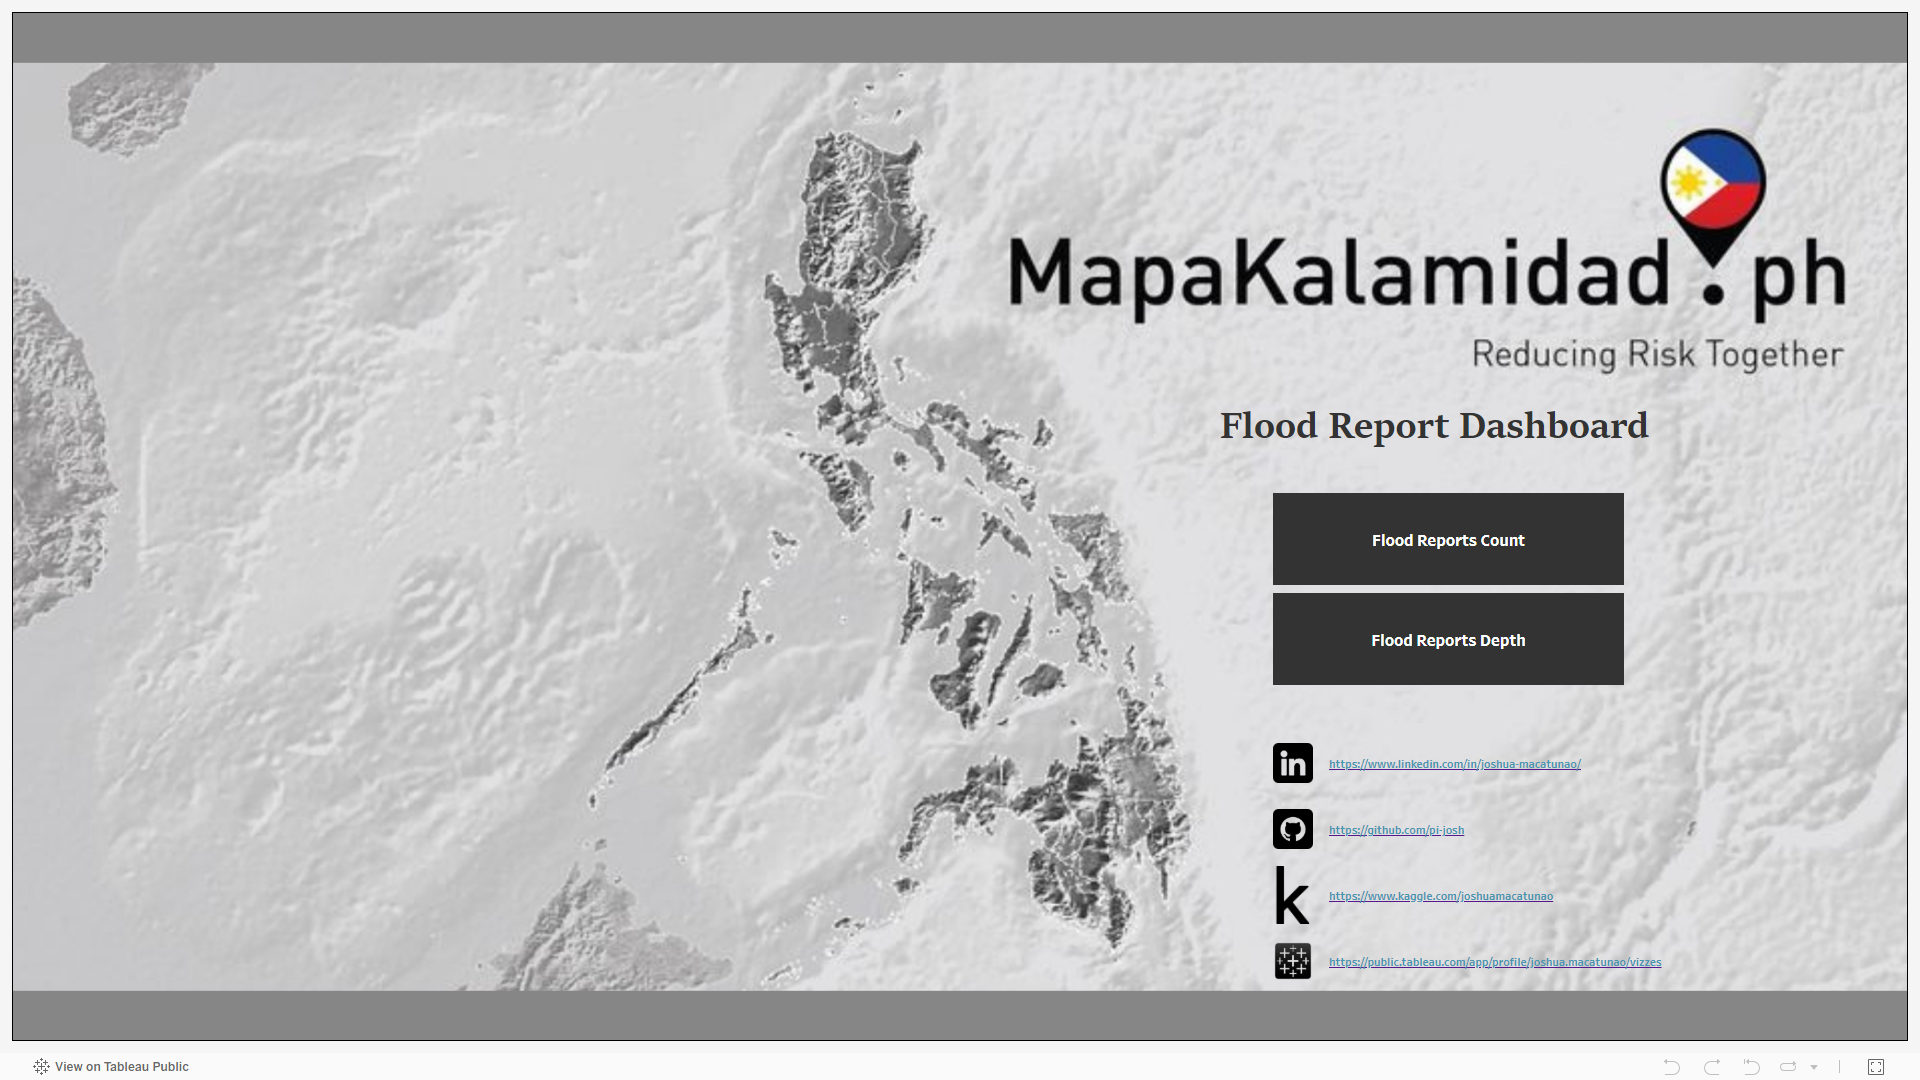 MapaKalamidad.ph
Reducing Risk Together
Flood Report Dashboard
Flood Reports Count
Flood Reports Depth
https://www.linkedin.com/in/joshua-macatunao/
https://github.com/pi-josh
https://www.kaggle.com/joshuamacatunao
https://public.tableau.com/app/profile/joshua.macatunao/vizzes
View on Tableau Public